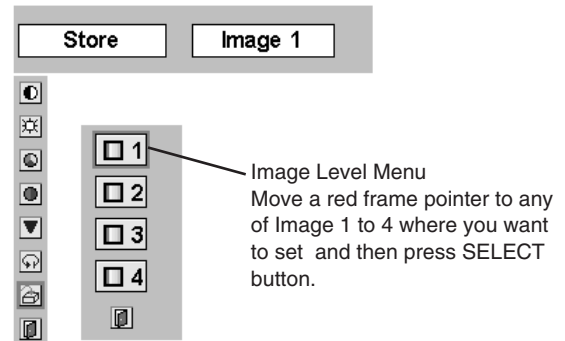 Store Image 1
1
2
3
4
Image Level Menu
Move a red frame pointer to any
of Image 1 to 4 where you want
to set and then press SELECT
button.